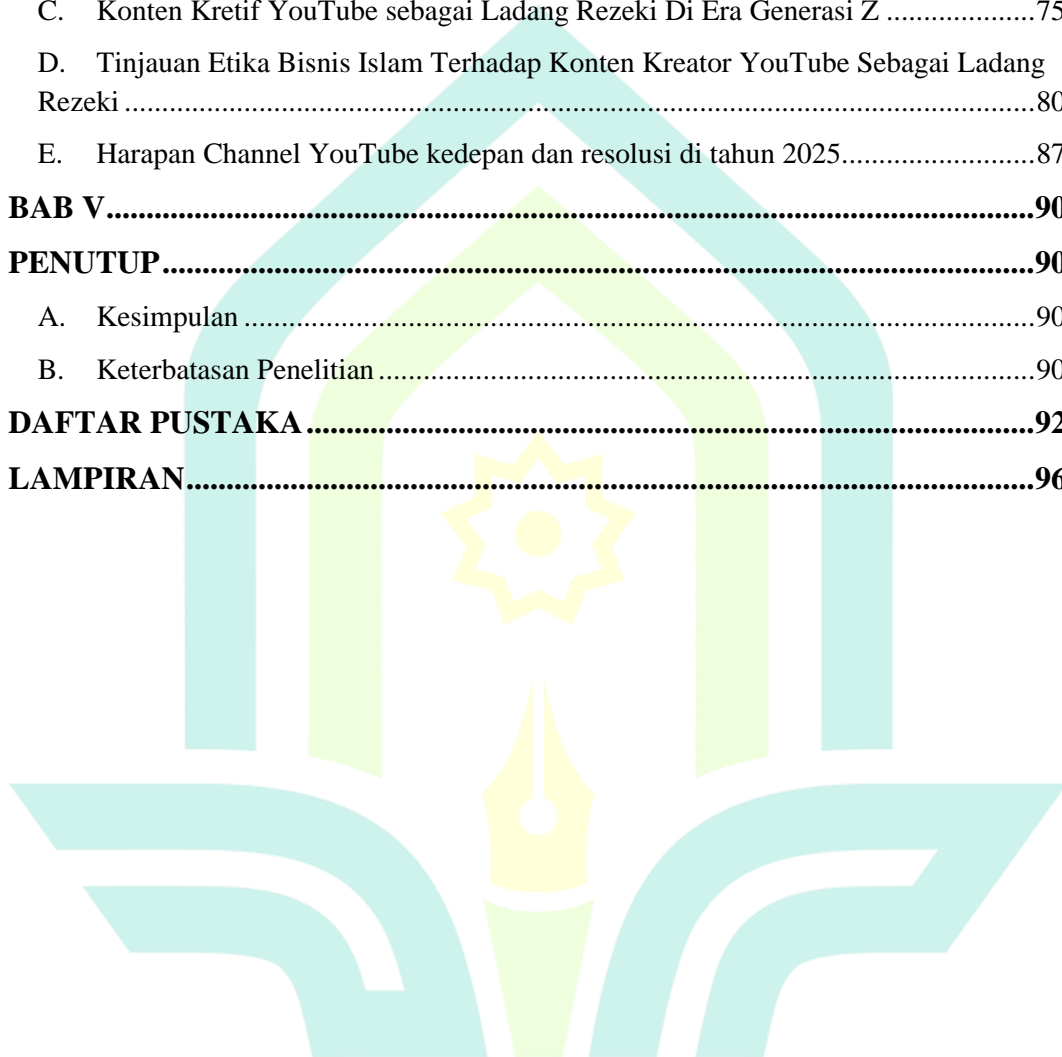 C. Konten Kretif YouTube sebagai Ladang Rezeki Di Era Generasi Z ....................75
D. Tinjauan Etika Bisnis Islam Terhadap Konten Kreator YouTube Sebagai Ladang
Rezeki ....................80
E. Harapan Channel YouTube kedepan dan resolusi di tahun 2025....................87
BAB V....................90
PENUTUP....................90
A. Kesimpulan ....................90
B. Keterbatasan Penelitian ....................90
DAFTAR PUSTAKA ....................92
LAMPIRAN....................96